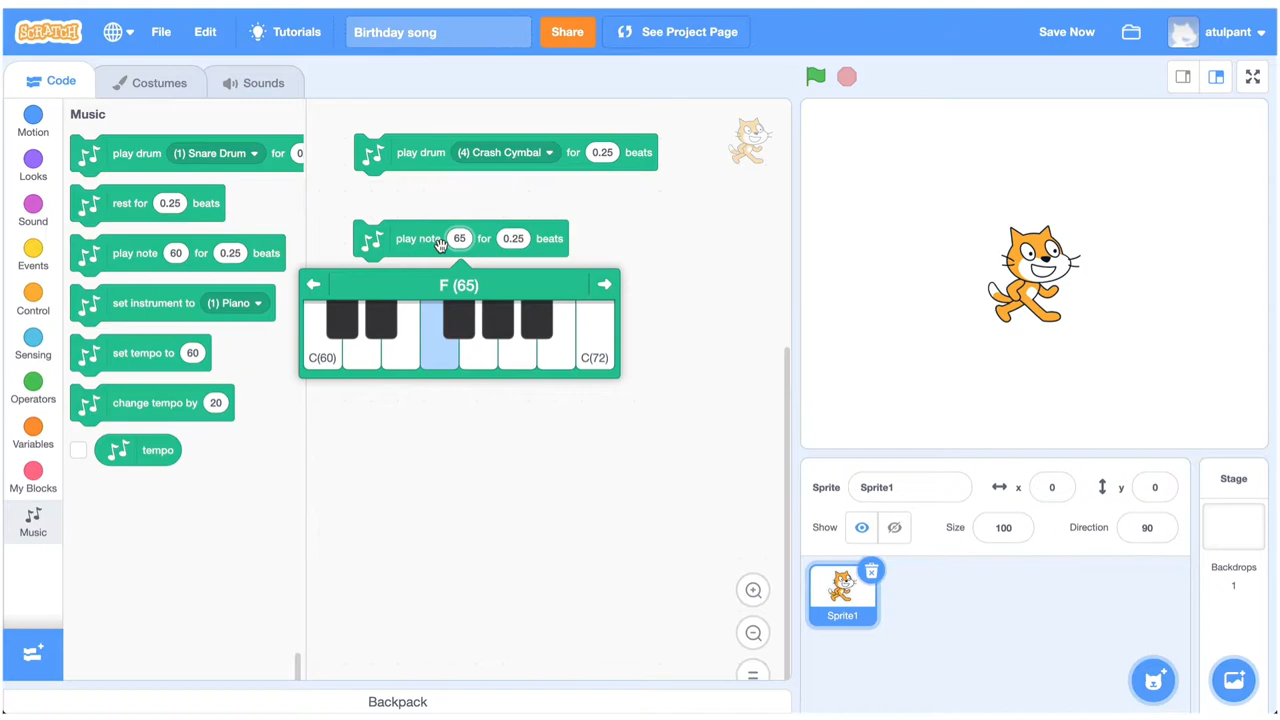 SCRATCH File Edit Tutorials Birthday song Share See Project Page Save Now atulpant
Code Costumes Sounds
Motion
Looks
Sound
Events
Control
Sensing
Operators
Variables
My Blocks
Music
Music
play drum (1) Snare Drum for 0
rest for 0.25 beats
play note 60 for 0.25 beats
set instrument to (1) Piano
set tempo to 60
change tempo by 20
tempo
play drum (4) Crash Cymbal for 0.25 beats
play note 65 for 0.25 beats
F (65)
C(60) C(72)
Sprite Sprite1 x 0 y 0
Show Size 100 Direction 90
Sprite1
Stage
Backdrops
1
Backpack